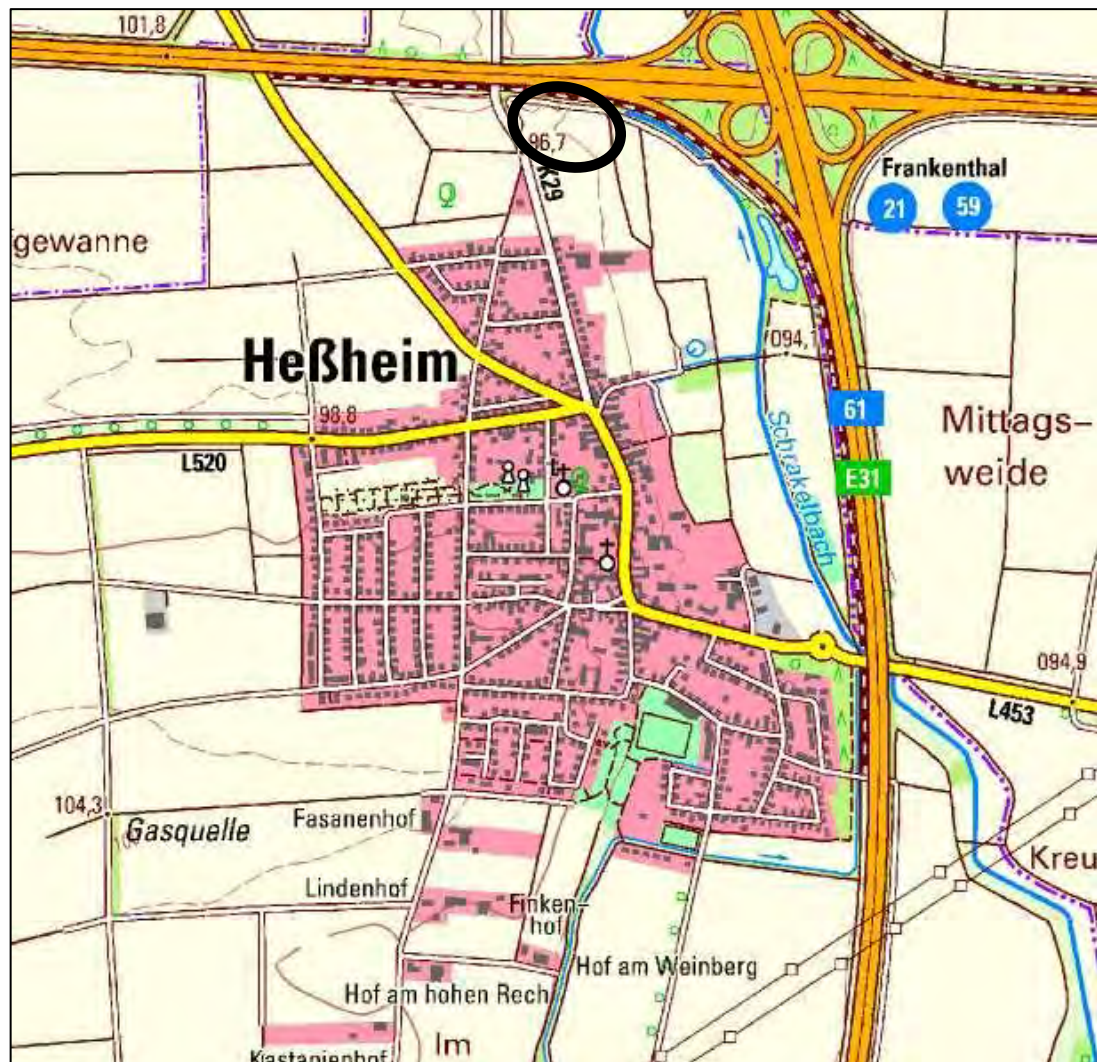 101,8
96,7
K29
Frankenthal
21
59
gewanne
Heßheim
094,1
98,8
61
Mittags-
weide
L520
E31
Schrakelbach
094,9
L453
104,3
Gasquelle
Fasanenhof
Kreu
Lindenhof
Finken-
hof
Hof am Weinberg
Hof am hohen Rech
Im
Kastanienhof